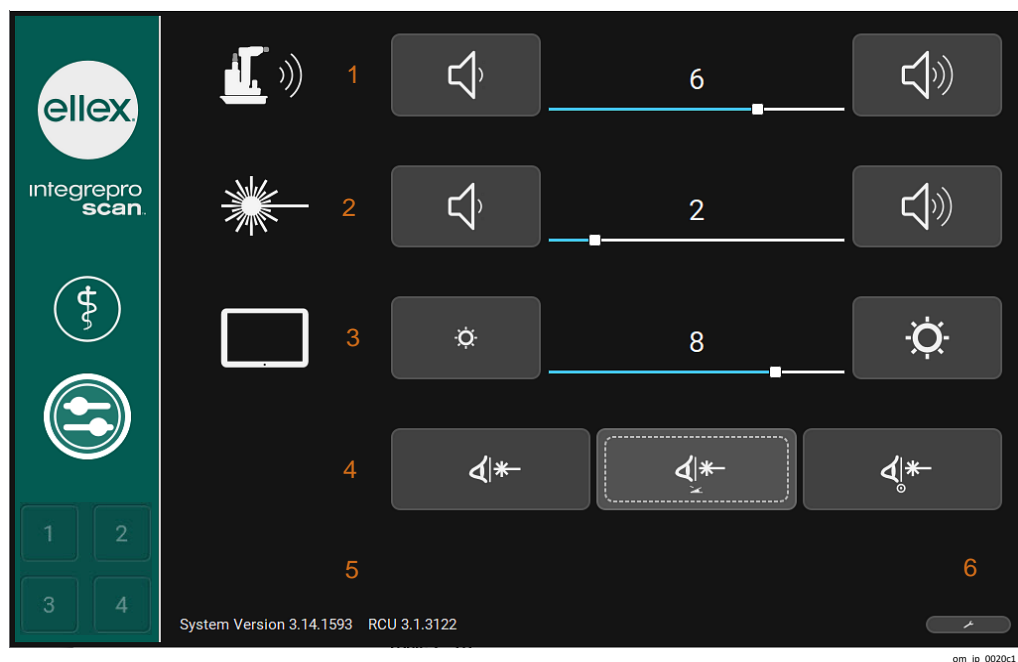 1
6
ellex
integrepro
scan.
2
2
3
8
4
1 2
5
6
3 4
System Version 3.14.1593 RCU 3.1.3122
om_ip_0020c1